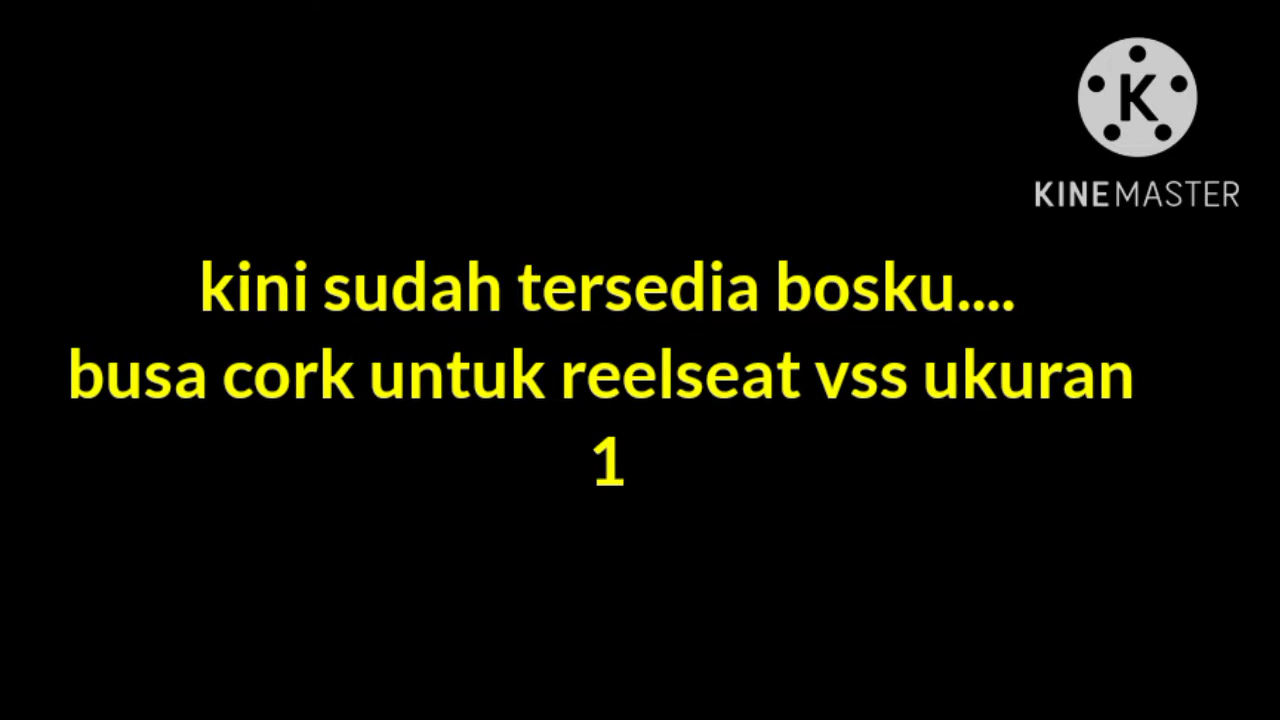 K
KINEMASTER
kini sudah tersedia bosku....
busa cork untuk reelseat vss ukuran
1